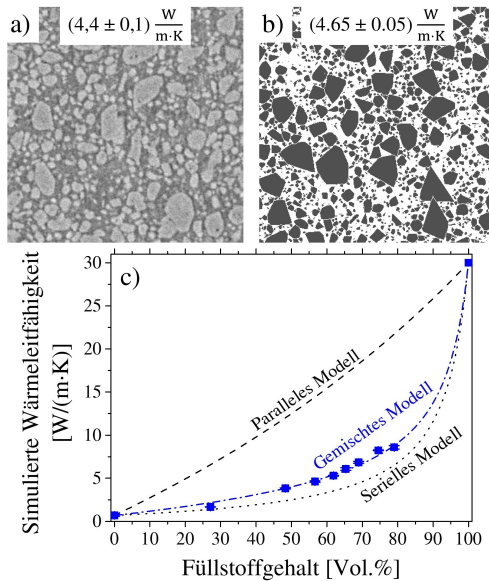 a)
(4,4 ± 0,1) W/(m·K)
b)
(4.65 ± 0.05) W/(m·K)
c)
Simulierte Wärmeleitfähigkeit
[W/(m·K)]
30
25
20
15
10
5
0
Paralleles Modell
Gemischtes Modell
Serielles Modell
0 10 20 30 40 50 60 70 80 90 100
Füllstoffgehalt [Vol.%]